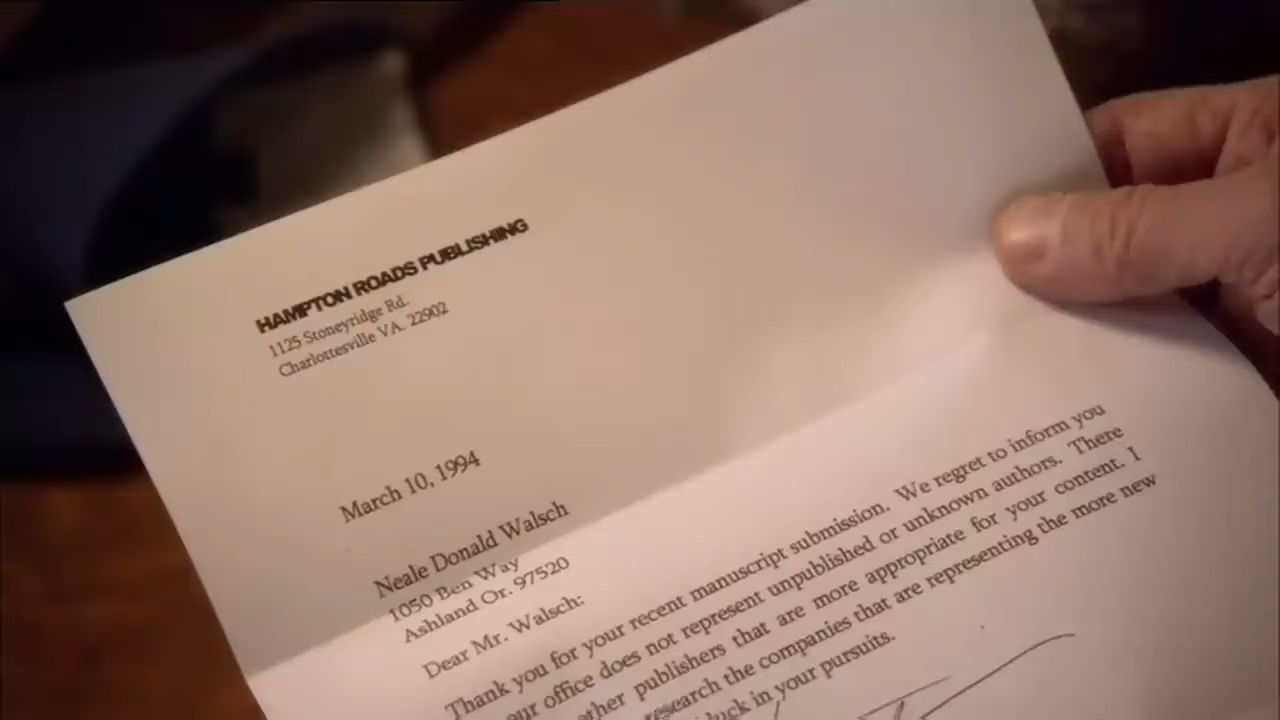 HAMPTON ROADS PUBLISHING
1125 Stoneyridge Rd.
Charlottesville VA. 22902
March 10, 1994
Neale Donald Walsch
1050 Ben Way
Ashland Or. 97520
Dear Mr. Walsch:
Thank you for your recent manuscript submission. We regret to inform you
our office does not represent unpublished or unknown authors. There
other publishers that are more appropriate for your content. I
research the companies that are representing the more new
luck in your pursuits.